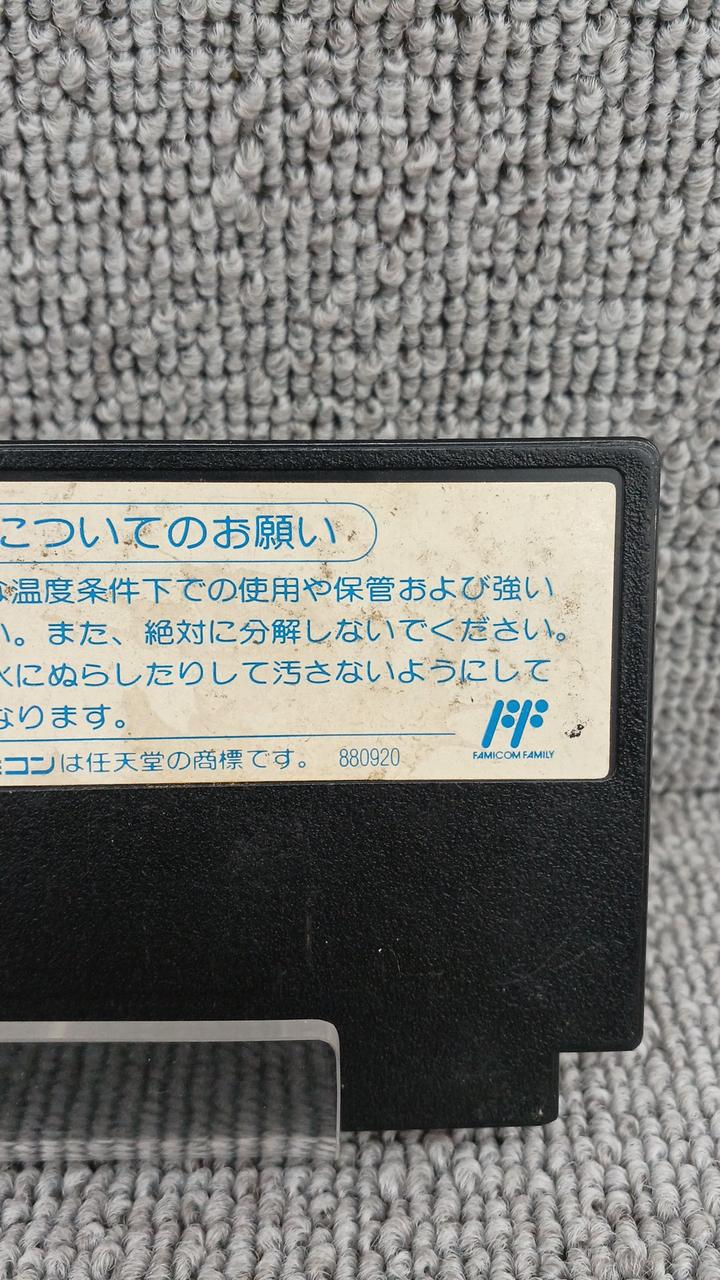 についてのお願い
な温度条件下での使用や保管および強い
い。また、絶対に分解しないでください。
水にぬらしたりして汚さないようにして
なります。
ミコンは任天堂の商標です。 880920
FAMICOM FAMILY